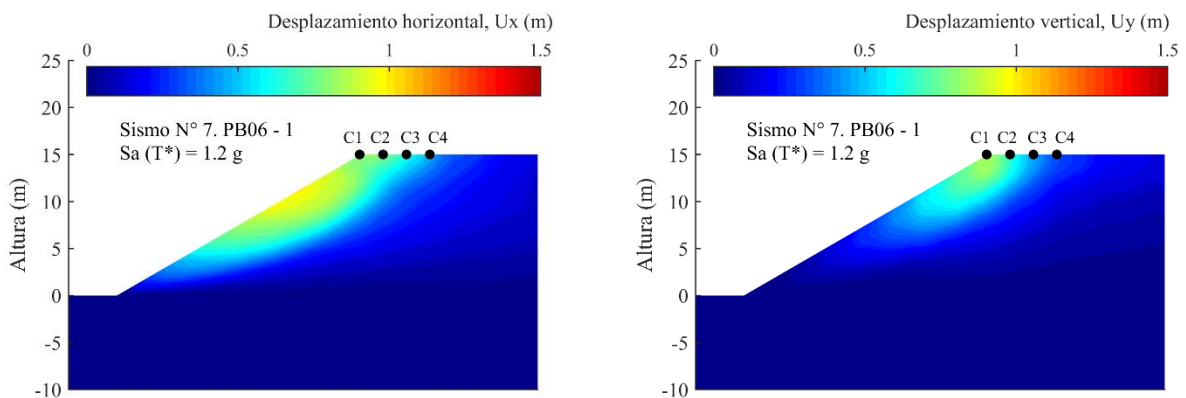 Desplazamiento horizontal, Ux (m)
0 0.5 1 1.5
25
20
15
10
5
0
-5
-10
Altura (m)
Sismo N° 7. PB06 - 1
Sa (T*) = 1.2 g
C1 C2 C3 C4
Desplazamiento vertical, Uy (m)
0 0.5 1 1.5
25
20
15
10
5
0
-5
-10
Altura (m)
Sismo N° 7. PB06 - 1
Sa (T*) = 1.2 g
C1 C2 C3 C4